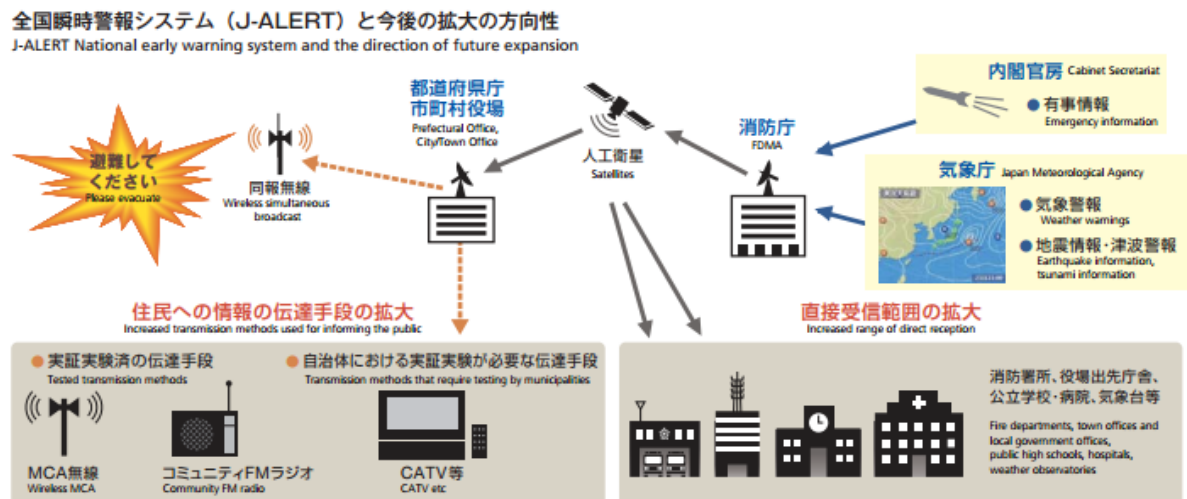 全国瞬時警報システム（J-ALERT）と今後の拡大の方向性
J-ALERT National early warning system and the direction of future expansion
避難して
ください
Please evacuate
同報無線
Wireless simultaneous
broadcast
都道府県庁
市町村役場
Prefectural Office,
City/Town Office
人工衛星
Satellites
消防庁
FDMA
内閣官房 Cabinet Secretariat
● 有事情報
Emergency information
気象庁 Japan Meteorological Agency
● 気象警報
Weather warnings
● 地震情報・津波警報
Earthquake information,
tsunami information
住民への情報の伝達手段の拡大
Increased transmission methods used for informing the public
● 実証実験済の伝達手段
Tested transmission methods
● 自治体における実証実験が必要な伝達手段
Transmission methods that require testing by municipalities
MCA無線
Wireless MCA
コミュニティFMラジオ
Community FM radio
CATV等
CATV etc
直接受信範囲の拡大
Increased range of direct reception
消防署所、役場出先庁舎、
公立学校・病院、気象台等
Fire departments, town offices and
local government offices,
public high schools, hospitals,
weather observatories